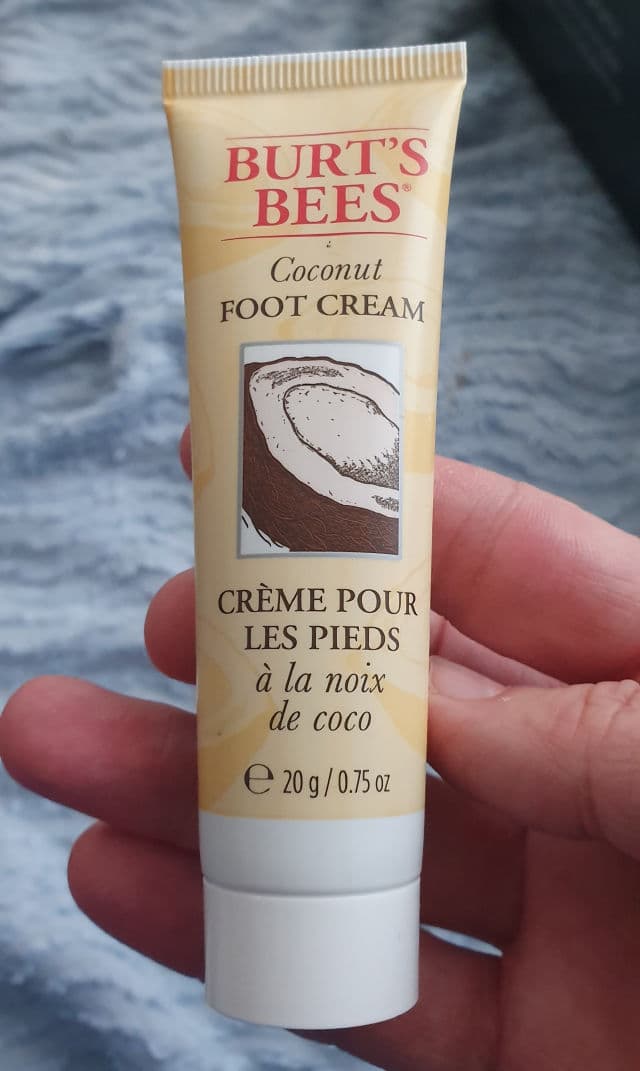 BURT'S
BEES®
Coconut
FOOT CREAM
CRÈME POUR
LES PIEDS
à la noix
de coco
℮ 20 g / 0.75 oz